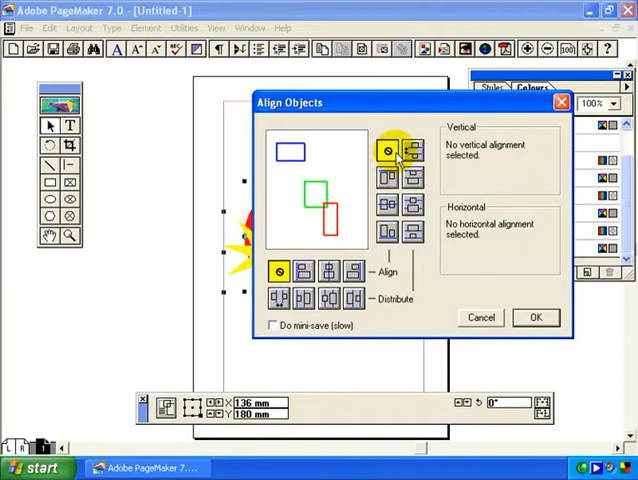 Adobe PageMaker 7.0 - [Untitled-1]
File Edit Layout Type Element Utilities View Window Help
Styles Colours
100%
Align Objects
Vertical
No vertical alignment
selected.
Horizontal
No horizontal alignment
selected.
Align
Distribute
Do mini-save (slow)
Cancel
OK
X 136 mm
Y 180 mm
0°
L R 1
start
Adobe PageMaker 7....